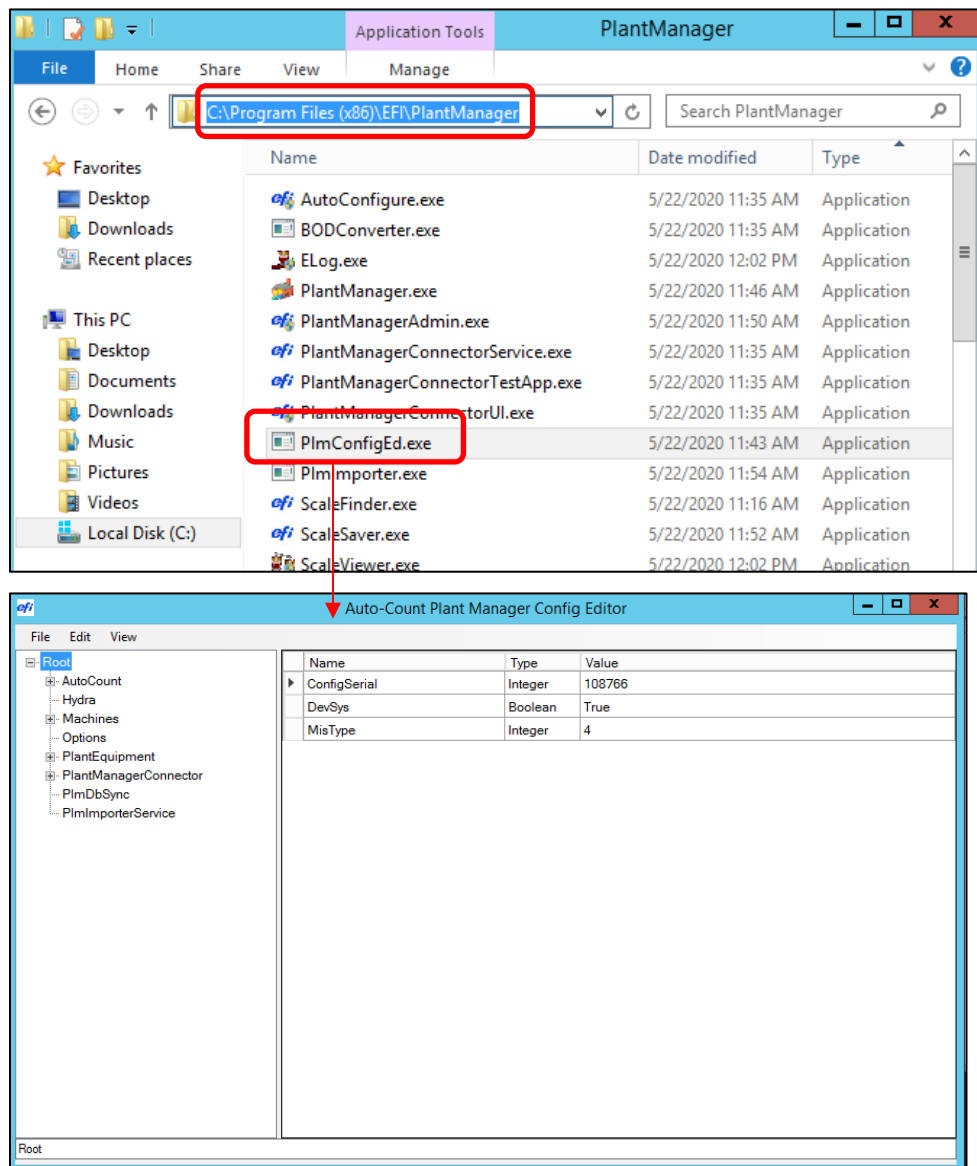 Application Tools PlantManager
File Home Share View Manage
C:\Program Files (x86)\EFI\PlantManager Search PlantManager
Favorites
Desktop
Downloads
Recent places
This PC
Desktop
Documents
Downloads
Music
Pictures
Videos
Local Disk (C:)
Name Date modified Type
efi AutoConfigure.exe 5/22/2020 11:35 AM Application
BODConverter.exe 5/22/2020 11:35 AM Application
ELog.exe 5/22/2020 12:02 PM Application
PlantManager.exe 5/22/2020 11:46 AM Application
efi PlantManagerAdmin.exe 5/22/2020 11:50 AM Application
efi PlantManagerConnectorService.exe 5/22/2020 11:35 AM Application
efi PlantManagerConnectorTestApp.exe 5/22/2020 11:35 AM Application
efi PlantManagerConnectorUI.exe 5/22/2020 11:35 AM Application
PlmConfigEd.exe 5/22/2020 11:43 AM Application
PlmImporter.exe 5/22/2020 11:54 AM Application
efi ScaleFinder.exe 5/22/2020 11:16 AM Application
efi ScaleSaver.exe 5/22/2020 11:52 AM Application
ScaleViewer.exe 5/22/2020 12:02 PM Application
efi Auto-Count Plant Manager Config Editor
File Edit View
Root
AutoCount
Hydra
Machines
Options
PlantEquipment
PlantManagerConnector
PlmDbSync
PlmImporterService
Name Type Value
ConfigSerial Integer 108766
DevSys Boolean True
MisType Integer 4
Root